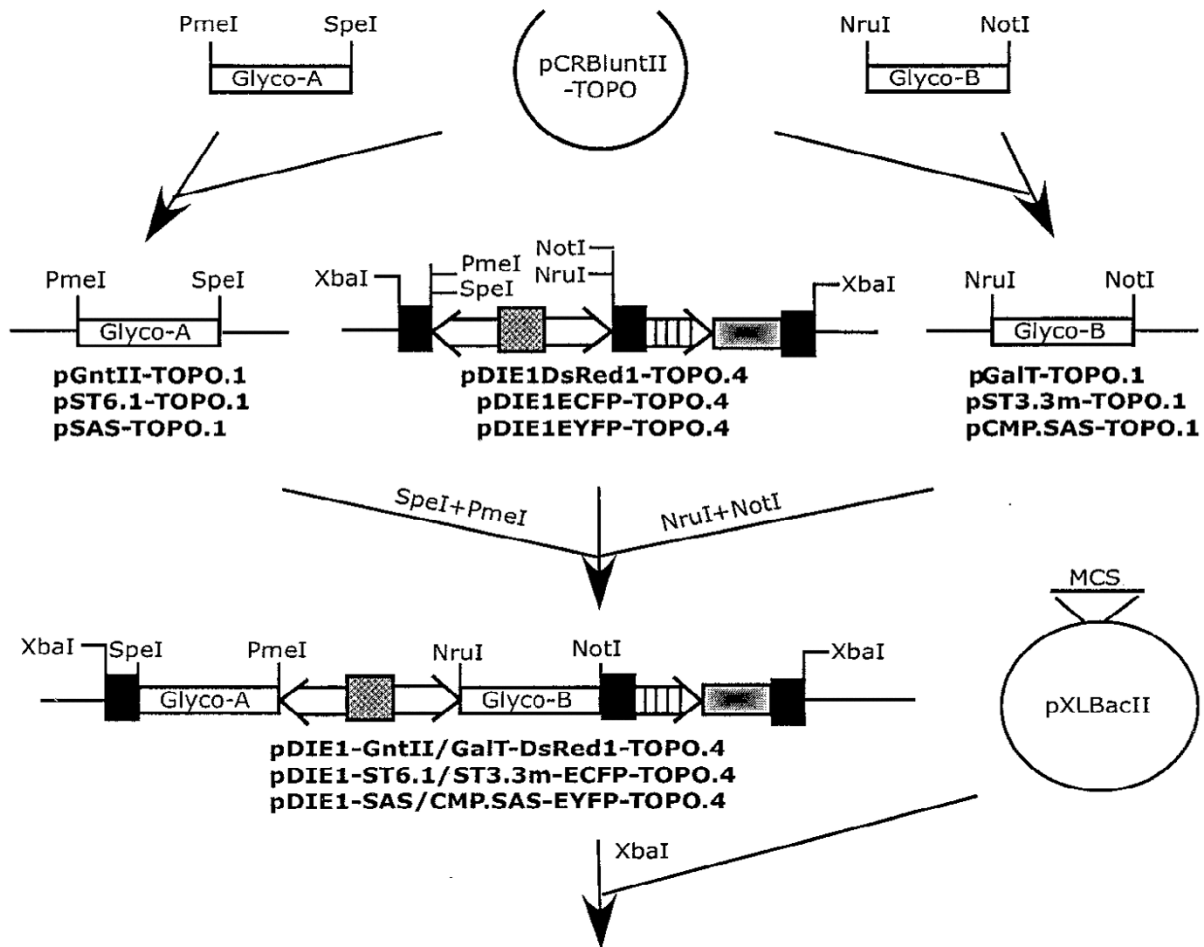 PmeI SpeI
Glyco-A
pCRBluntII
-TOPO
NruI NotI
Glyco-B
PmeI SpeI
Glyco-A
pGntII-TOPO.1
pST6.1-TOPO.1
pSAS-TOPO.1
XbaI
PmeI
SpeI
NotI
NruI
XbaI
pDIE1DsRed1-TOPO.4
pDIE1ECFP-TOPO.4
pDIE1EYFP-TOPO.4
NruI NotI
Glyco-B
pGalT-TOPO.1
pST3.3m-TOPO.1
pCMP.SAS-TOPO.1
SpeI+PmeI
NruI+NotI
XbaI
SpeI
PmeI
NruI
NotI
XbaI
Glyco-A
Glyco-B
pDIE1-GntII/GalT-DsRed1-TOPO.4
pDIE1-ST6.1/ST3.3m-ECFP-TOPO.4
pDIE1-SAS/CMP.SAS-EYFP-TOPO.4
MCS
pXLBacII
XbaI